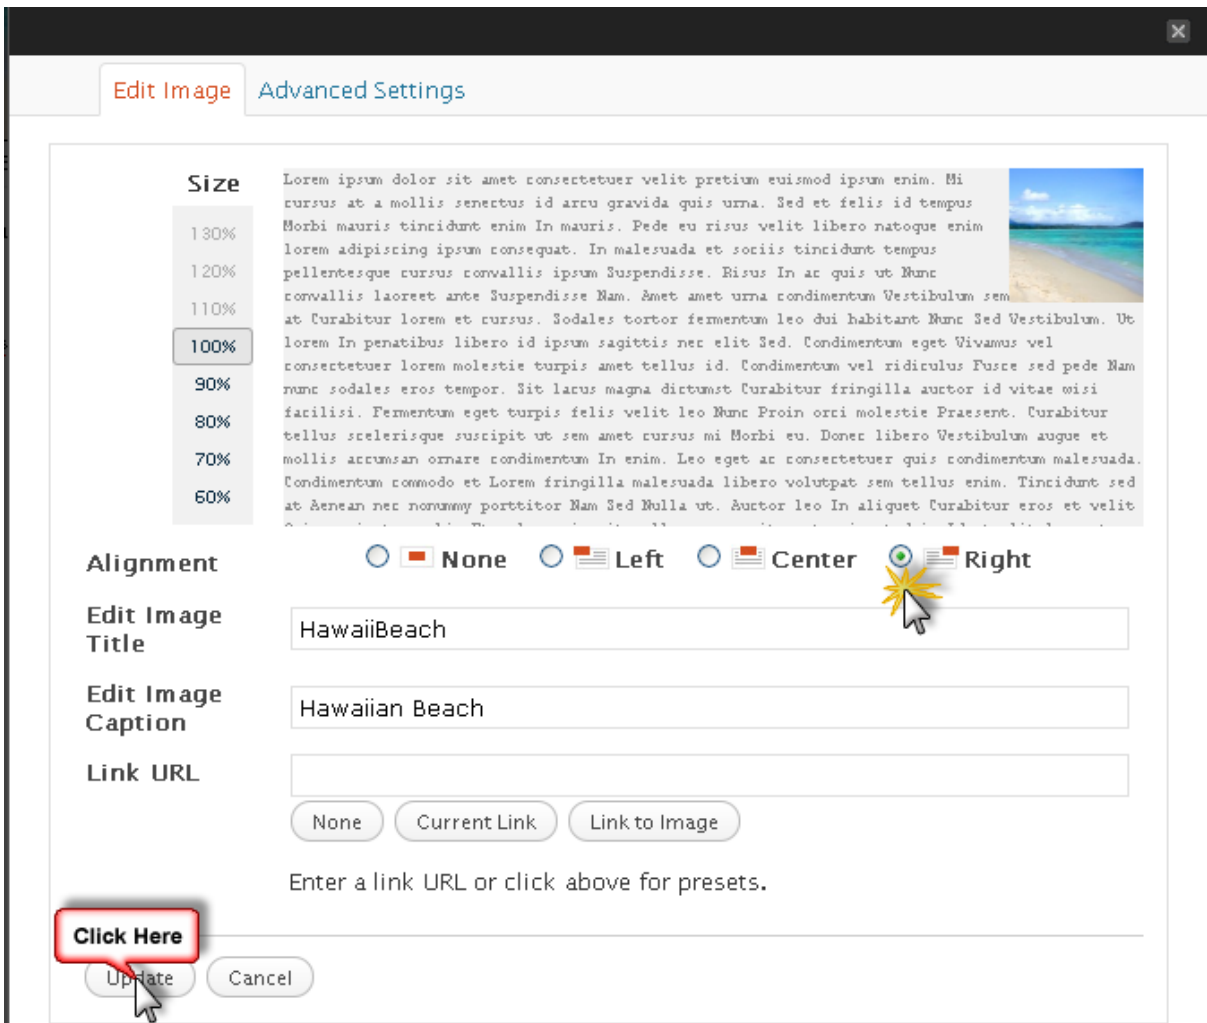 Edit Image
Advanced Settings
Size
130%
120%
110%
100%
90%
80%
70%
60%
Lorem ipsum dolor sit amet consectetuer velit pretium euismod ipsum enim. Mi
cursus at a mollis senectus id arcu gravida quis urna. Sed et felis id tempus
Morbi mauris tincidunt enim In mauris. Pede eu risus velit libero natoque enim
lorem adipiscing ipsum consequat. In malesuada et sociis tincidunt tempus
pellentesque cursus convallis ipsum Suspendisse. Risus In ac quis ut Nunc
convallis laoreet ante Suspendisse Nam. Amet amet urna condimentum Vestibulum sem
at Curabitur lorem et cursus. Sodales tortor fermentum leo dui habitant Nunc Sed Vestibulum. Ut
lorem In penatibus libero id ipsum sagittis nec elit Sed. Condimentum eget Vivamus vel
consectetuer lorem molestie turpis amet tellus id. Condimentum vel ridiculus Fusce sed pede Nam
nunc sodales eros tempor. Sit lacus magna dictumst Curabitur fringilla auctor id vitae wisi
facilisi. Fermentum eget turpis felis velit leo Nunc Proin orci molestie Praesent. Curabitur
tellus scelerisque suscipit ut sem amet cursus mi Morbi eu. Donec libero Vestibulum augue et
mollis accumsan ornare condimentum In enim. Leo eget ac consectetuer quis condimentum malesuada.
Condimentum commodo et Lorem fringilla malesuada libero volutpat sem tellus enim. Tincidunt sed
at Aenean nec nonummy porttitor Nam Sed Nulla ut. Auctor leo In aliquet Curabitur eros et velit
Alignment None Left Center Right
Edit Image
Title
HawaiiBeach
Edit Image
Caption
Hawaiian Beach
Link URL
None Current Link Link to Image
Enter a link URL or click above for presets.
Click Here
Update Cancel